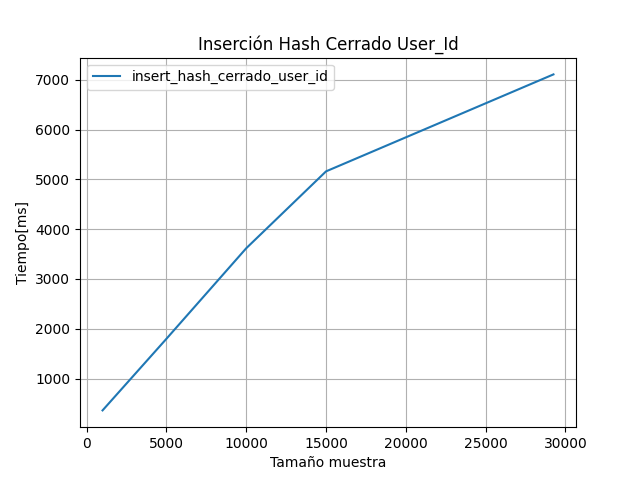 Inserción Hash Cerrado User_Id
insert_hash_cerrado_user_id
7000
6000
5000
4000
3000
2000
1000
Tiempo[ms]
0 5000 10000 15000 20000 25000 30000
Tamaño muestra